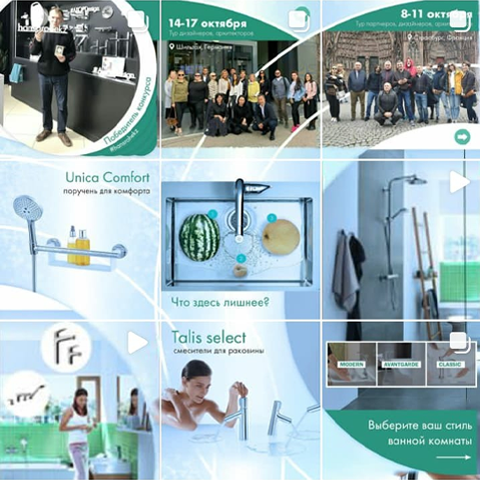 Победитель конкурса
14-17 октября
Тур дизайнеров, архитекторов
Шильтах, Германия
8-11 октября
Тур партнеров, дизайнеров,
Страсбург, Франция
Unica Comfort
поручень для комфорта
Что здесь лишнее?
Talis select
смесители для раковины
MODERN
AVANTGARDE
CLASSIC
Выберите ваш стиль
ванной комнаты